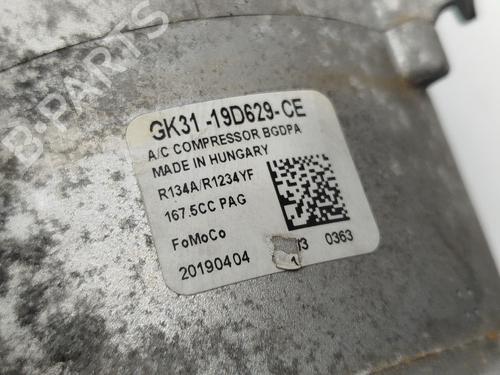 B-PARTS
GK31-19D629-CE
A/C COMPRESSOR BGDPA
MADE IN HUNGARY
R134A/R1234YF
167.5CC PAG
FoMoCo
0363
20190404